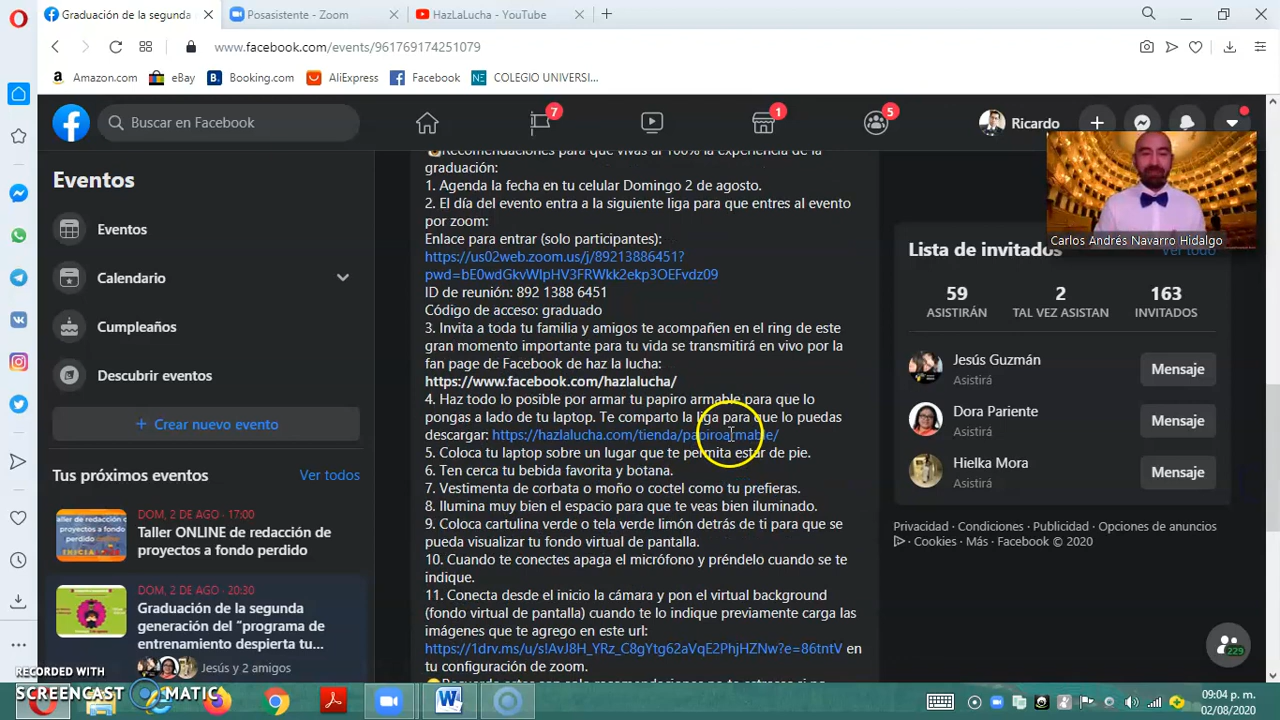 Graduación de la segunda
Posasistente - Zoom
HazLaLucha - YouTube
www.facebook.com/events/961769174251079
Amazon.com
eBay
Booking.com
AliExpress
Facebook
COLEGIO UNIVERSI...
Buscar en Facebook
7
1
5
Ricardo
Carlos Andrés Navarro Hidalgo
Eventos
Eventos
Calendario
Cumpleaños
Descubrir eventos
+ Crear nuevo evento
Tus próximos eventos
Ver todos
DOM, 2 DE AGO · 17:00
Taller ONLINE de redacción de
proyectos a fondo perdido
DOM, 2 DE AGO · 20:30
Graduación de la segunda
generación del "programa de
entrenamiento despierta tu...
Jesús y 2 amigos
Recomendaciones para que vivas al 100% la experiencia de la
graduación:
1. Agenda la fecha en tu celular Domingo 2 de agosto.
2. El día del evento entra a la siguiente liga para que entres al evento
por zoom:
Enlace para entrar (solo participantes):
https://us02web.zoom.us/j/89213886451?
pwd=bE0wdGkvWlpHV3FRWkk2ekp3OEFvdz09
ID de reunión: 892 1388 6451
Código de acceso: graduado
3. Invita a toda tu familia y amigos te acompañen en el ring de este
gran momento importante para tu vida se transmitirá en vivo por la
fan page de Facebook de haz la lucha:
https://www.facebook.com/hazlalucha/
4. Haz todo lo posible por armar tu papiro armable para que lo
pongas a lado de tu laptop. Te comparto la liga para que lo puedas
descargar: https://hazlalucha.com/tienda/papiroarmable/
5. Coloca tu laptop sobre un lugar que te permita estar de pie.
6. Ten cerca tu bebida favorita y botana.
7. Vestimenta de corbata o moño o coctel como tu prefieras.
8. Ilumina muy bien el espacio para que te veas bien iluminado.
9. Coloca cartulina verde o tela verde limón detrás de ti para que se
pueda visualizar tu fondo virtual de pantalla.
10. Cuando te conectes apaga el micrófono y préndelo cuando se te
indique.
11. Conecta desde el inicio la cámara y pon el virtual background
(fondo virtual de pantalla) cuando te lo indique previamente carga las
imágenes que te agrego en este url:
https://1drv.ms/u/s!AvJ8H_YRz_C8gYtg62aVqE2PhjHZNw?e=86tntV en
tu configuración de zoom.
Lista de invitados
Ver todo
59
ASISTIRÁN
2
TAL VEZ ASISTAN
163
INVITADOS
Jesús Guzmán
Asistirá
Mensaje
Dora Pariente
Asistirá
Mensaje
Hielka Mora
Asistirá
Mensaje
Privacidad · Condiciones · Publicidad · Opciones de anuncios
· Cookies · Más · Facebook © 2020
229
RECORDED WITH
SCREENCAST MATIC
09:04 p. m.
02/08/2020